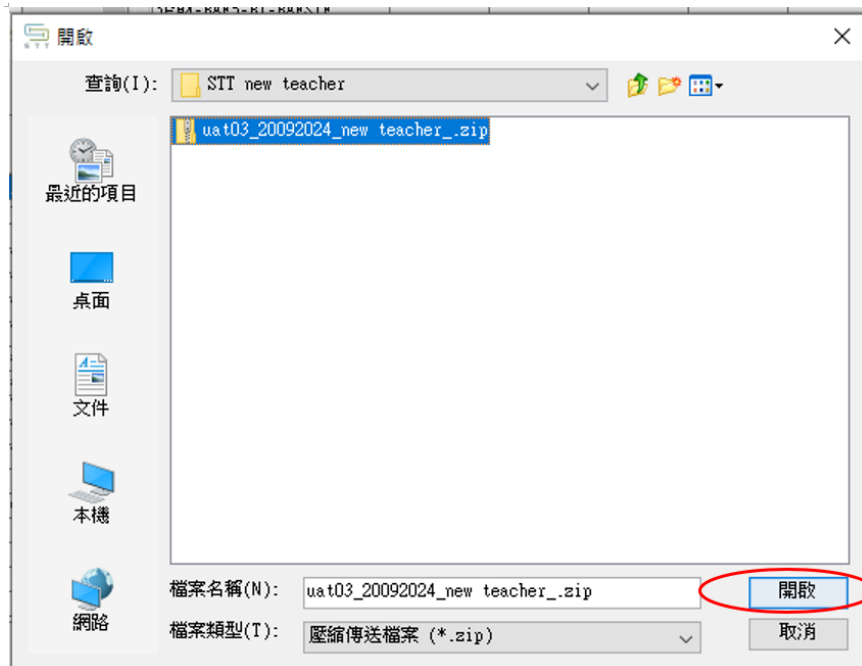 STT
開啟
查詢(I):
STT new teacher
uat03_20092024_new teacher_.zip
最近的項目
桌面
文件
本機
網路
檔案名稱(N):
uat03_20092024_new teacher_.zip
開啟
檔案類型(T):
壓縮傳送檔案 (*.zip)
取消